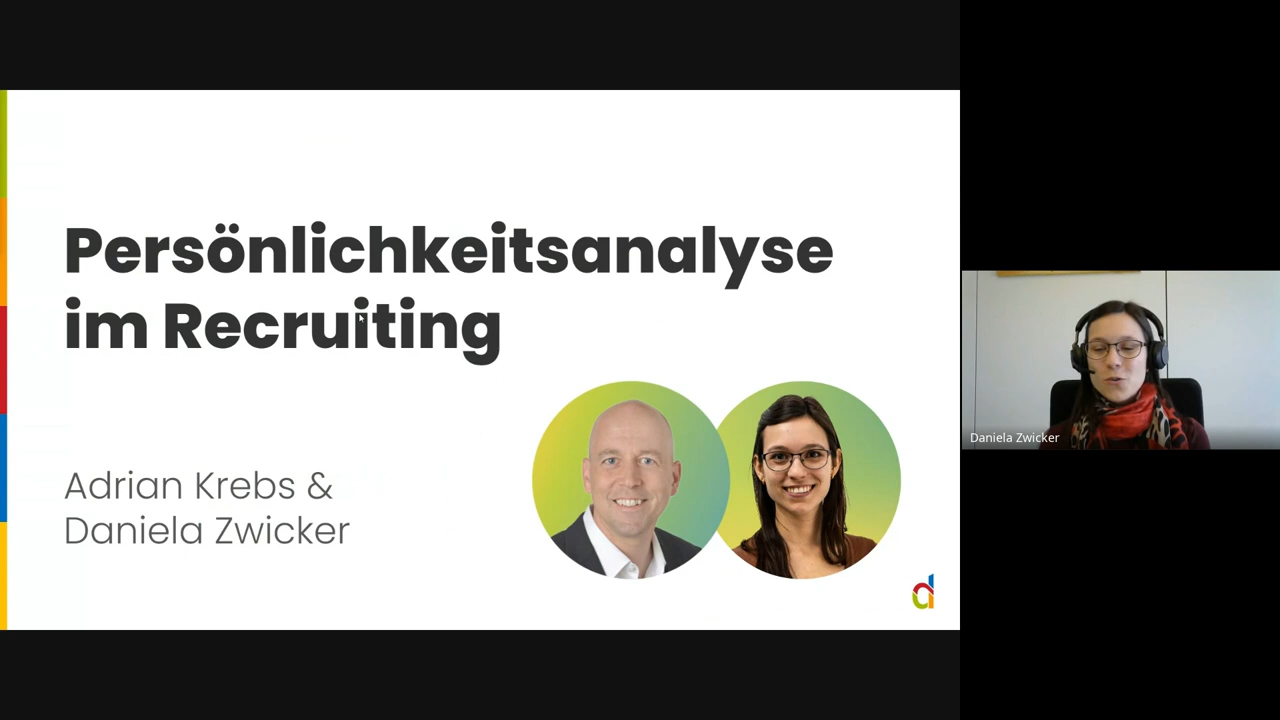 Persönlichkeitsanalyse
im Recruiting
Adrian Krebs &
Daniela Zwicker
Daniela Zwicker